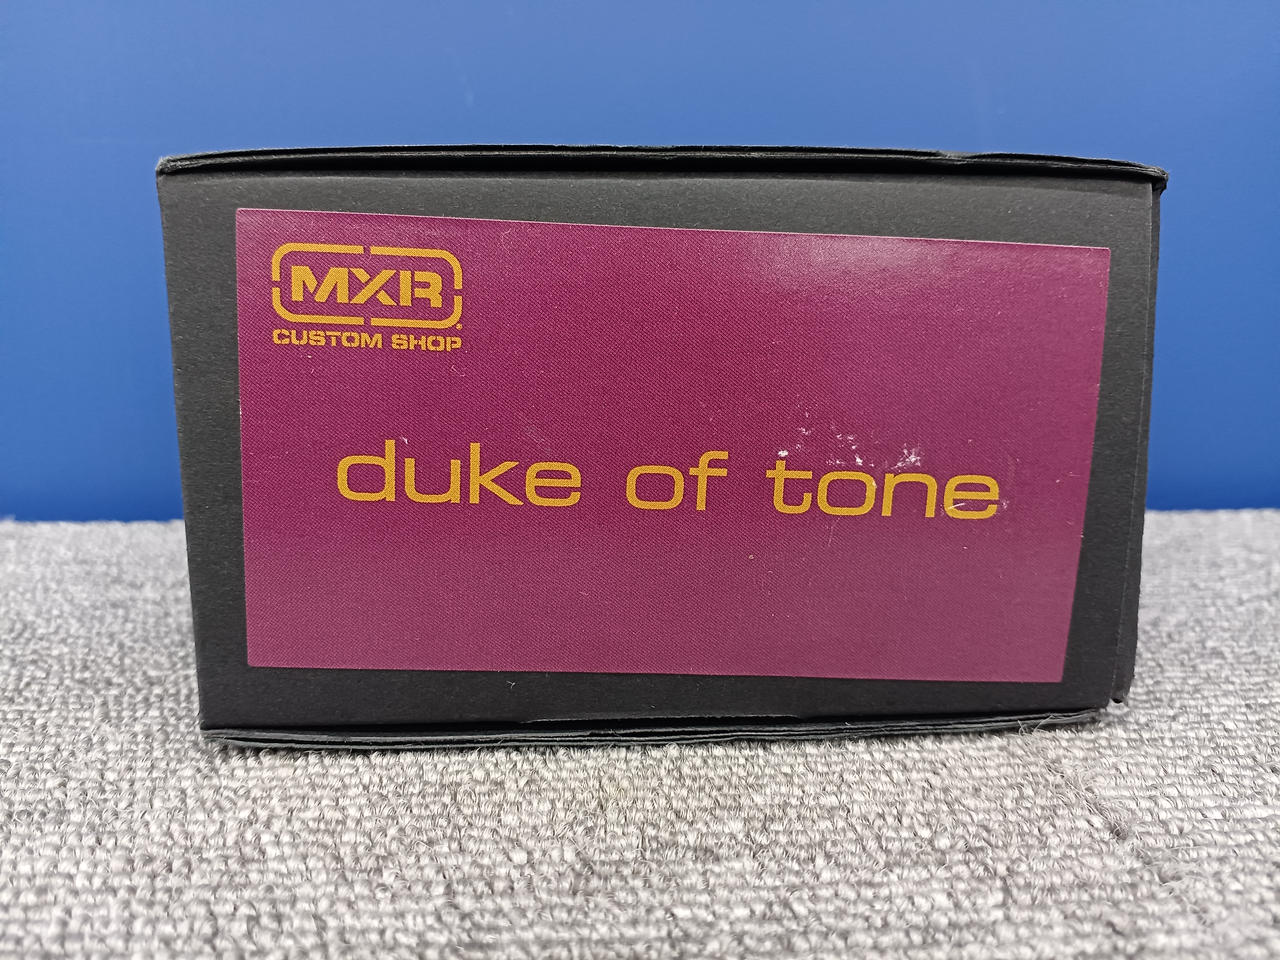 MXR
CUSTOM SHOP
duke of tone